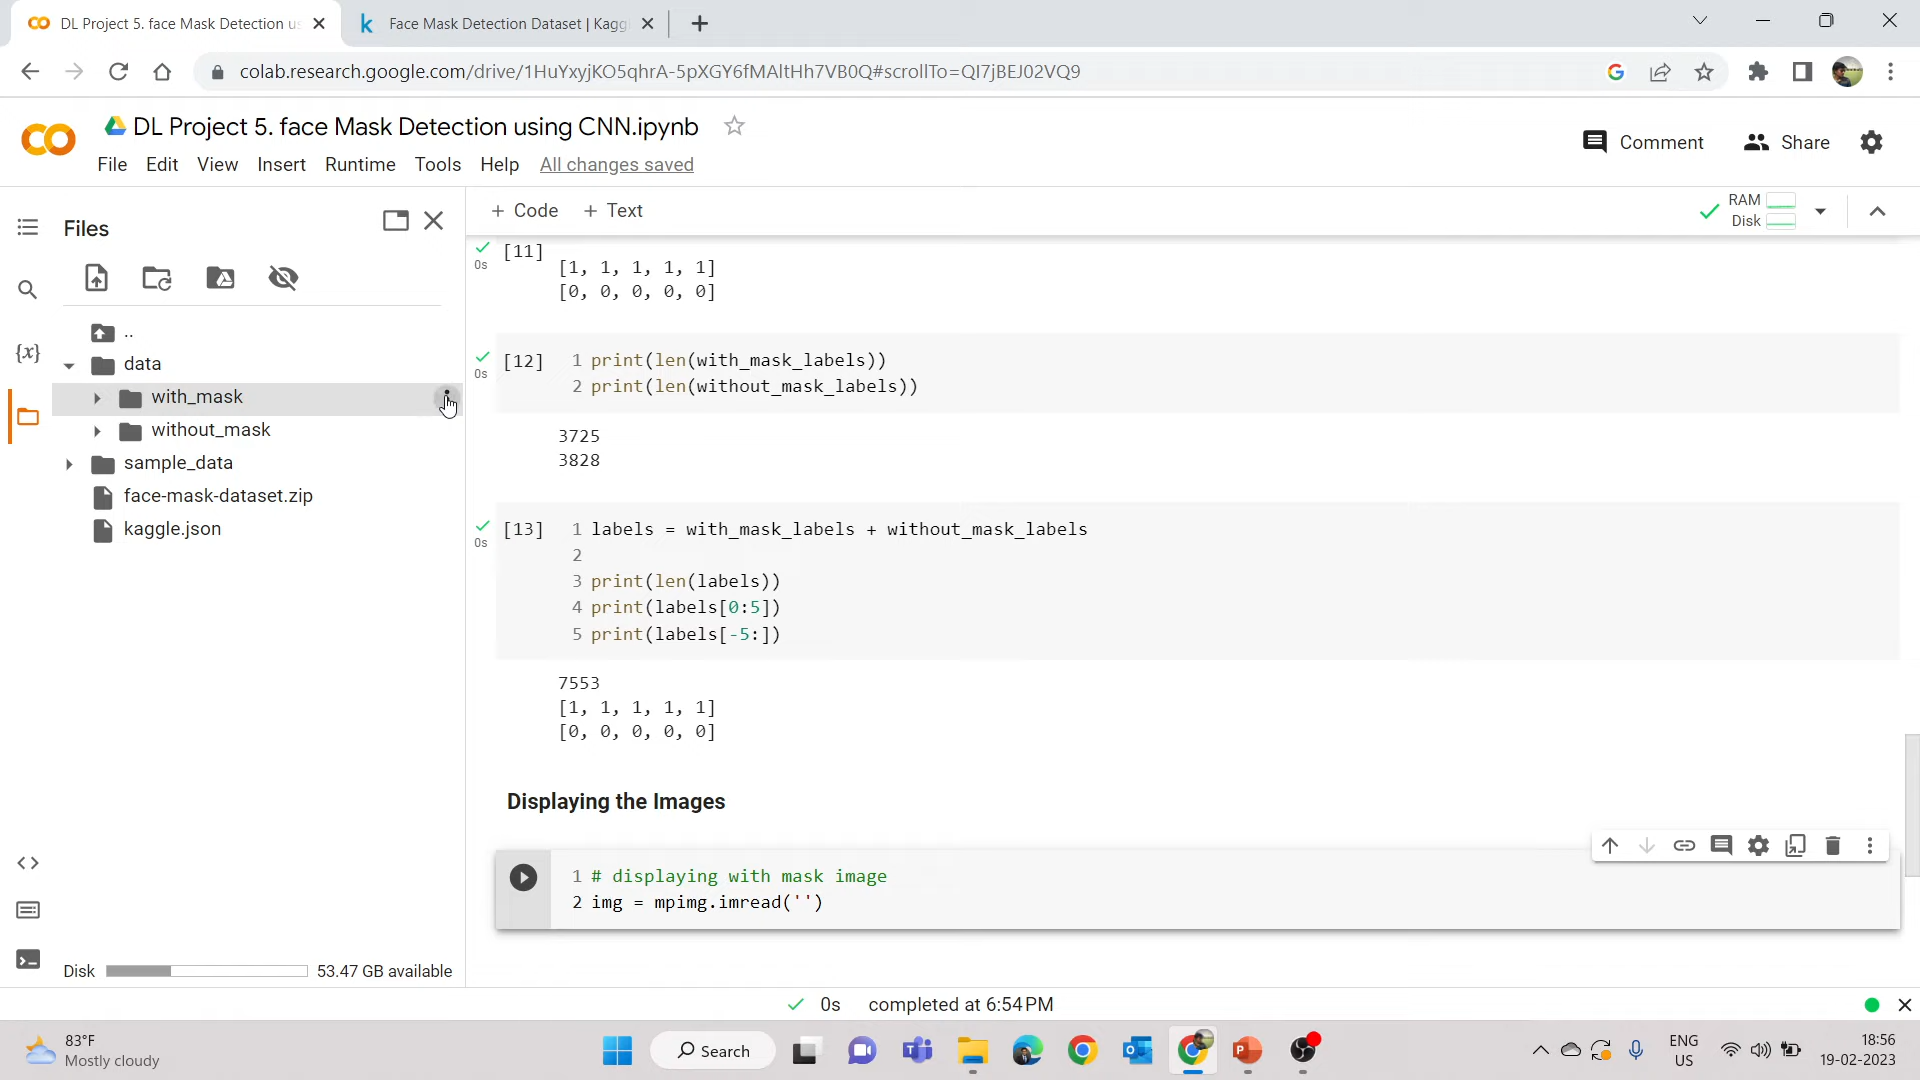 DL Project 5. face Mask Detection us
Face Mask Detection Dataset | Kagg
colab.research.google.com/drive/1HuYxyjKO5qhrA-5pXGY6fMAltHh7VB0Q#scrollTo=QI7jBEJ02VQ9
DL Project 5. face Mask Detection using CNN.ipynb
Comment
Share
File Edit View Insert Runtime Tools Help All changes saved
Files
+ Code + Text
RAM
Disk
..
data
with_mask
without_mask
sample_data
face-mask-dataset.zip
kaggle.json
Disk
53.47 GB available
{x}
0s
[11]
[1, 1, 1, 1, 1]
[0, 0, 0, 0, 0]
0s
[12]
1 print(len(with_mask_labels))
2 print(len(without_mask_labels))
3725
3828
0s
[13]
1 labels = with_mask_labels + without_mask_labels
2
3 print(len(labels))
4 print(labels[0:5])
5 print(labels[-5:])
7553
[1, 1, 1, 1, 1]
[0, 0, 0, 0, 0]
Displaying the Images
1 # displaying with mask image
2 img = mpimg.imread('')
0s completed at 6:54 PM
83°F
Mostly cloudy
Search
ENG
US
18:56
19-02-2023